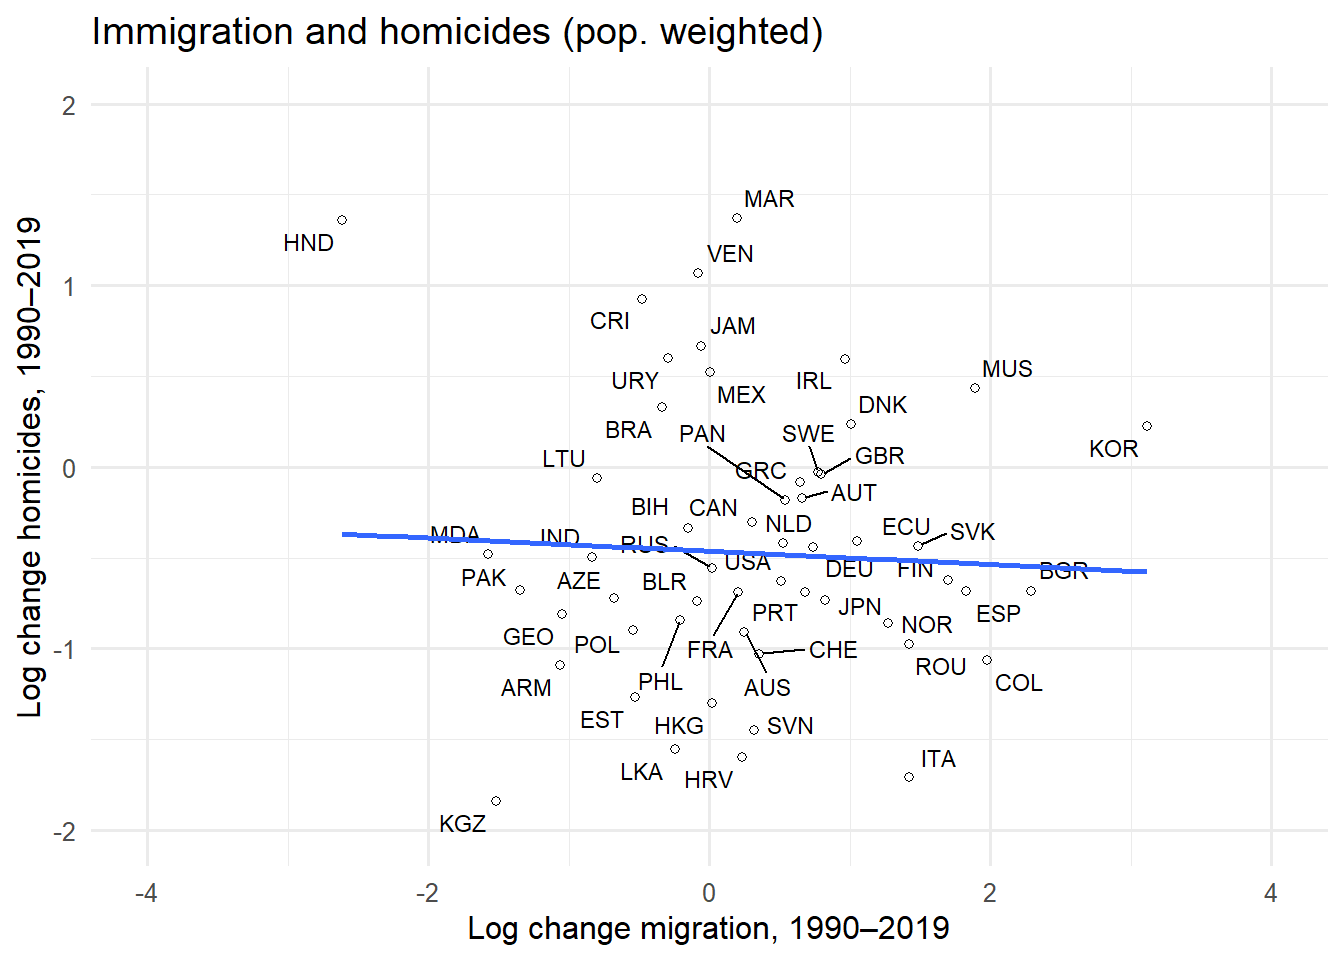 Immigration and homicides (pop. weighted)
Log change homicides, 1990–2019
2
1
0
-1
-2
MAR
HND
VEN
CRI
JAM
URY
IRL
MUS
MEX
DNK
BRA
PAN
SWE
KOR
LTU
GRC
GBR
AUT
BIH
CAN
NLD
ECU
SVK
MDA
IND
RUS
USA
DEU
FIN
BGR
PAK
AZE
BLR
PRT
JPN
ESP
GEO
POL
FRA
CHE
NOR
ROU
ARM
PHL
AUS
COL
EST
HKG
SVN
LKA
HRV
ITA
KGZ
-4
-2
0
2
4
Log change migration, 1990–2019